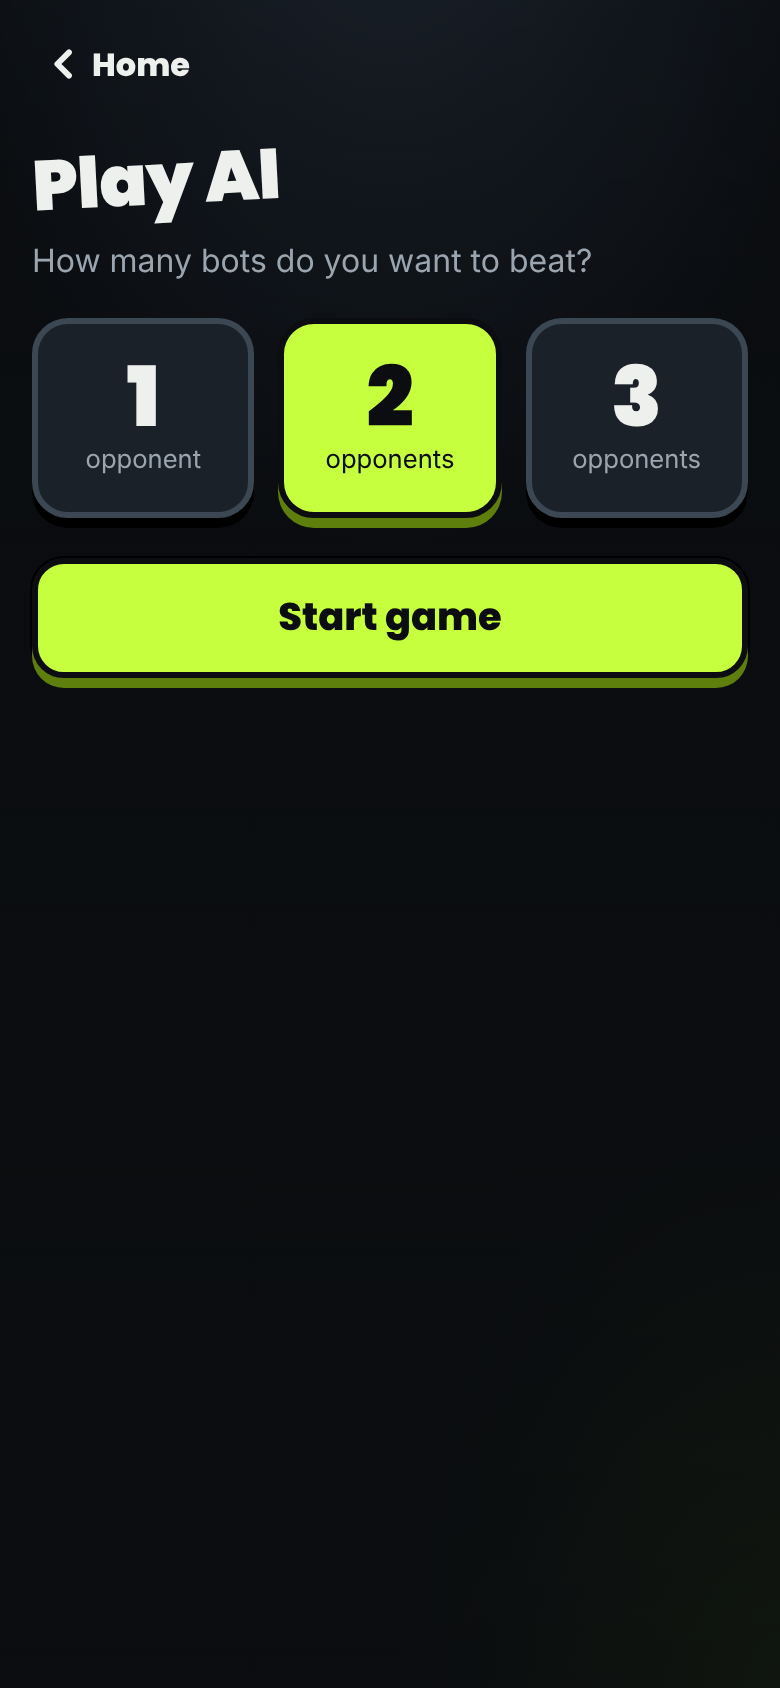 Home
Play AI
How many bots do you want to beat?
1
opponent
2
opponents
3
opponents
Start game